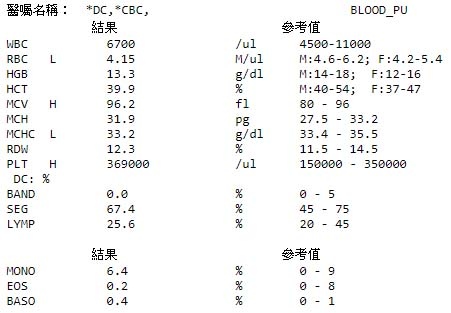 醫囑名稱： *DC,*CBC, BLOOD_PU
結果 參考值
WBC 6700 /ul 4500-11000
RBC L 4.15 M/ul M:4.6-6.2; F:4.2-5.4
HGB 13.3 g/dl M:14-18; F:12-16
HCT 39.9 % M:40-54; F:37-47
MCV H 96.2 fl 80 - 96
MCH 31.9 pg 27.5 - 33.2
MCHC L 33.2 g/dl 33.4 - 35.5
RDW 12.3 % 11.5 - 14.5
PLT H 369000 /ul 150000 - 350000
DC: %
BAND 0.0 % 0 - 5
SEG 67.4 % 45 - 75
LYMP 25.6 % 20 - 45
結果 參考值
MONO 6.4 % 0 - 9
EOS 0.2 % 0 - 8
BASO 0.4 % 0 - 1